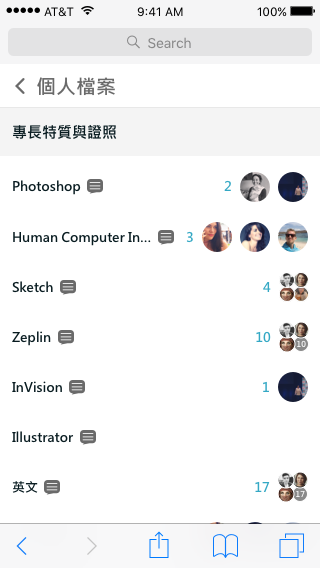 AT&T 9:41 AM 100%
Search
個人檔案
專長特質與證照
Photoshop 2
Human Computer In... 3
Sketch 4
Zeplin 10 10
InVision 1
Illustrator
英文 17 17